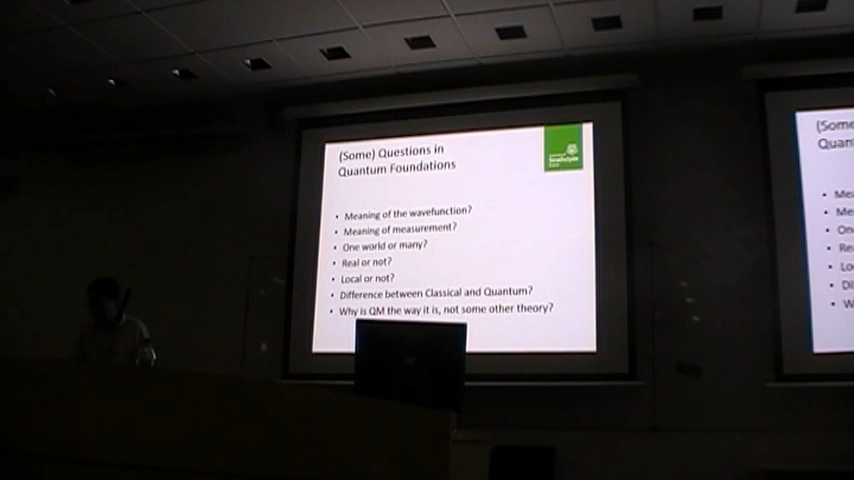 (Some) Questions in
Quantum Foundations
Strathclyde
• Meaning of the wavefunction?
• Meaning of measurement?
• One world or many?
• Real or not?
• Local or not?
• Difference between Classical and Quantum?
• Why is QM the way it is, not some other theory?
(Some
Quan
• Mea
• Me
• On
• Re
• Lo
• Di
• W